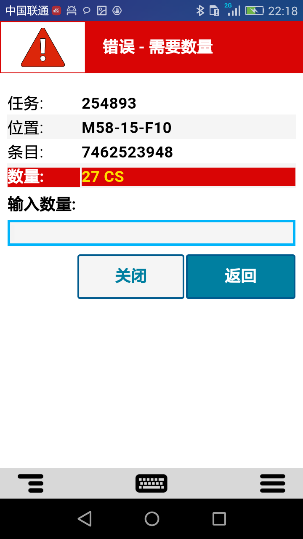 中国联通 2G 22:18
错误 - 需要数量
任务: 254893
位置: M58-15-F10
条目: 7462523948
数量: 27 CS
输入数量:
关闭 返回